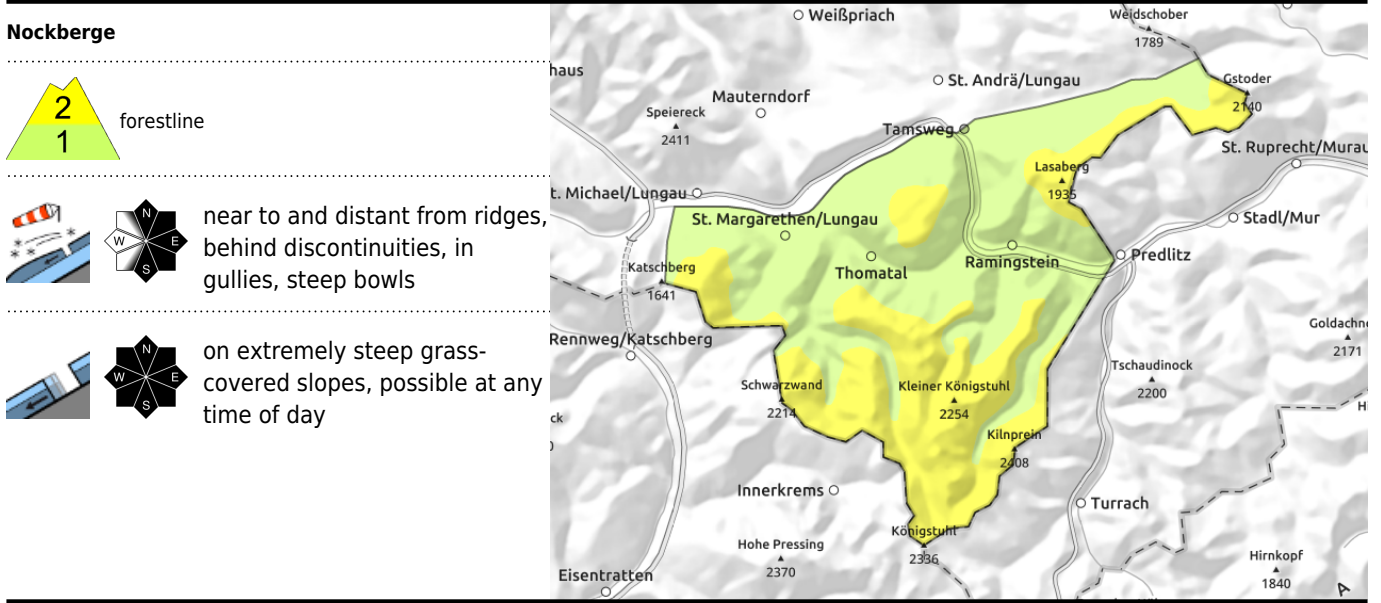 Nockberge
2
1
forestline
N
W
E
S
near to and distant from ridges,
behind discontinuities, in
gullies, steep bowls
N
W
E
S
on extremely steep grass-
covered slopes, possible at any
time of day
Weißpriach
Weidschober
1789
haus
St. Andrä/Lungau
Gstoder
2140
Mauterndorf
Speiereck
2411
Tamsweg
St. Ruprecht/Murau
Lasaberg
1935
t. Michael/Lungau
St. Margarethen/Lungau
Stadl/Mur
Predlitz
Ramingstein
Thomatal
Katschberg
1641
Rennweg/Katschberg
Goldachn
2171
Tschaudinock
2200
Schwarzwand
2214
Kleiner Königstuhl
2254
ck
Kilnprein
2408
Innerkrems
Turrach
Königstuhl
2336
Hohe Pressing
2370
Hirnkopf
1840
Eisentratten